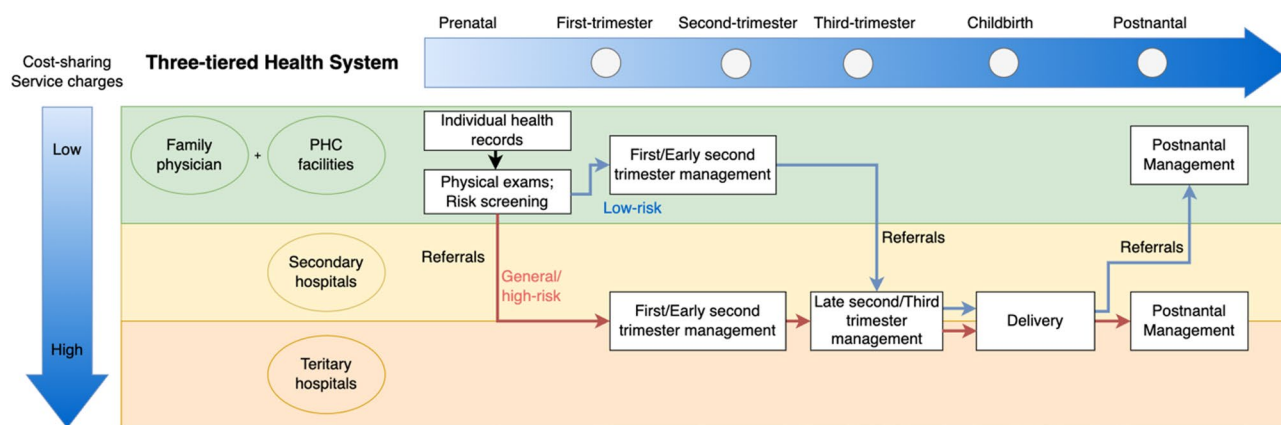 Prenatal
First-trimester
Second-trimester
Third-trimester
Childbirth
Postnantal
Cost-sharing
Service charges
Three-tiered Health System
Low
High
Family
physician
+
PHC
facilities
Individual health
records
Physical exams;
Risk screening
First/Early second
trimester management
Low-risk
Postnantal
Management
Referrals
Referrals
Referrals
Secondary
hospitals
General/
high-risk
First/Early second
trimester management
Late second/Third
trimester
management
Delivery
Postnantal
Management
Teritary
hospitals